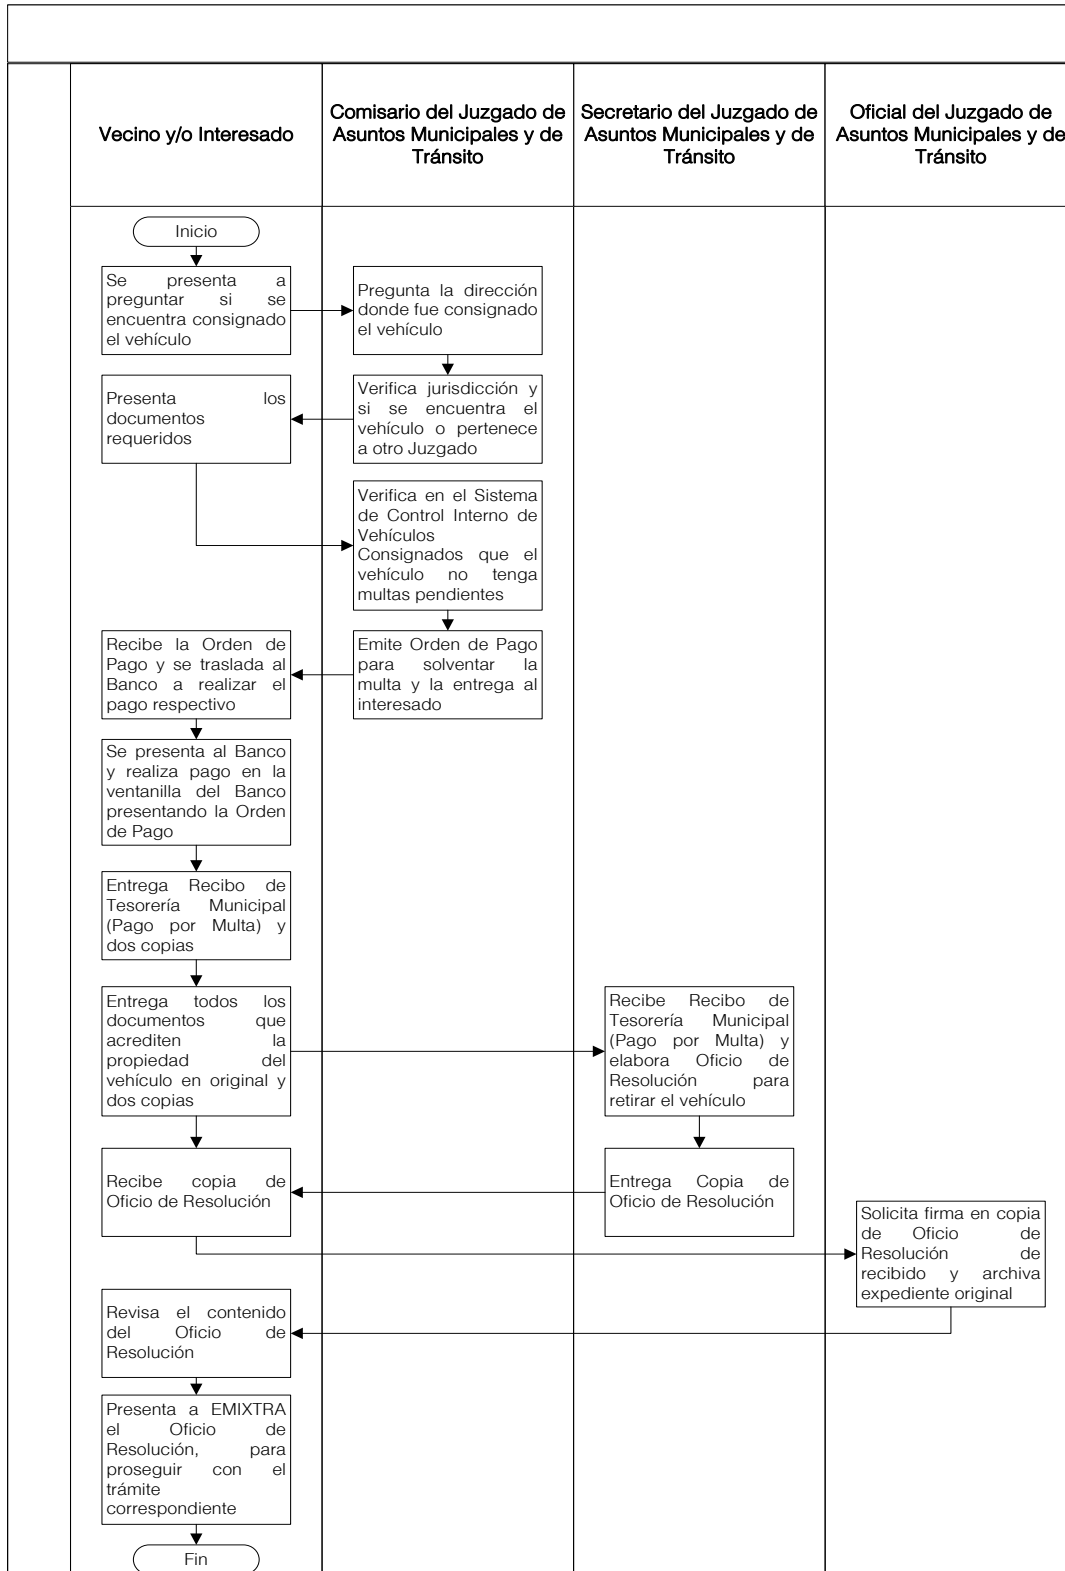 Vecino y/o Interesado
Comisario del Juzgado de
Asuntos Municipales y de
Tránsito
Secretario del Juzgado de
Asuntos Municipales y de
Tránsito
Oficial del Juzgado de
Asuntos Municipales y de
Tránsito
Inicio
Se presenta a
preguntar si se
encuentra consignado
el vehículo
Pregunta la dirección
donde fue consignado
el vehículo
Presenta los
documentos
requeridos
Verifica jurisdicción y
si se encuentra el
vehículo o pertenece
a otro Juzgado
Verifica en el Sistema
de Control Interno de
Vehículos
Consignados que el
vehículo no tenga
multas pendientes
Recibe la Orden de
Pago y se traslada al
Banco a realizar el
pago respectivo
Emite Orden de Pago
para solventar la
multa y la entrega al
interesado
Se presenta al Banco
y realiza pago en la
ventanilla del Banco
presentando la Orden
de Pago
Entrega Recibo de
Tesorería Municipal
(Pago por Multa) y
dos copias
Entrega todos los
documentos que
acrediten la
propiedad del
vehículo en original y
dos copias
Recibe Recibo de
Tesorería Municipal
(Pago por Multa) y
elabora Oficio de
Resolución para
retirar el vehículo
Recibe copia de
Oficio de Resolución
Entrega Copia de
Oficio de Resolución
Solicita firma en copia
de Oficio de
Resolución de
recibido y archiva
expediente original
Revisa el contenido
del Oficio de
Resolución
Presenta a EMIXTRA
el Oficio de
Resolución, para
proseguir con el
trámite
correspondiente
Fin